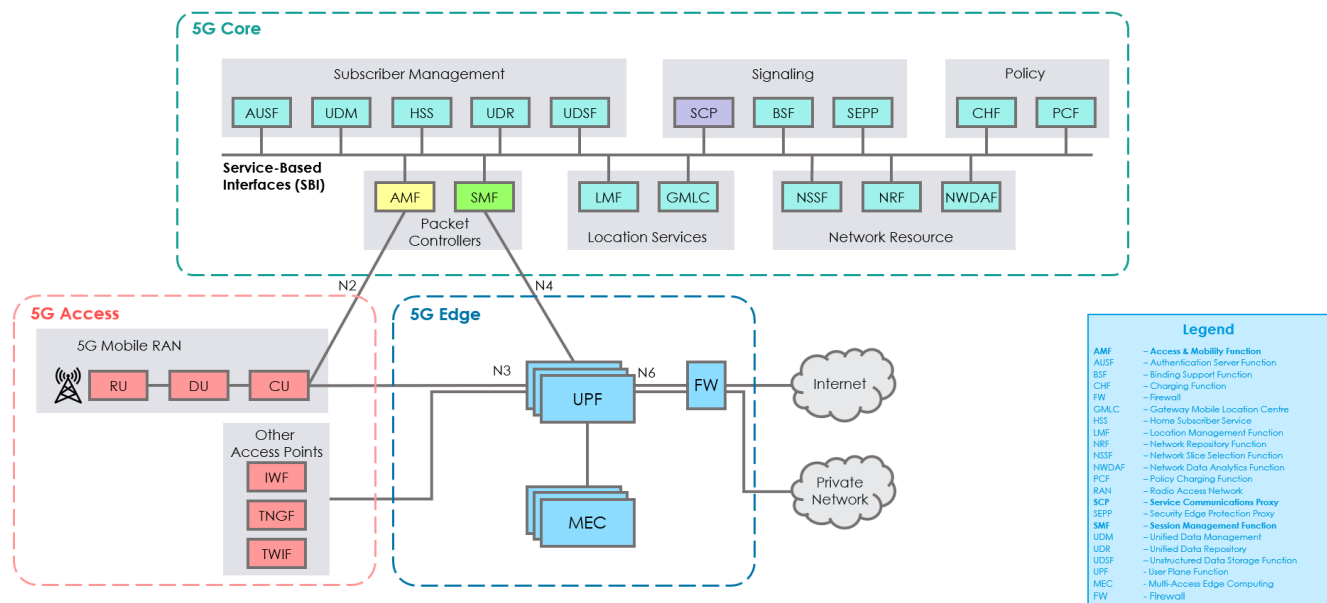 5G Core
Subscriber Management
Signaling
Policy
AUSF
UDM
HSS
UDR
UDSF
SCP
BSF
SEPP
CHF
PCF
Service-Based
Interfaces (SBI)
AMF
SMF
Packet
Controllers
LMF
GMLC
Location Services
NSSF
NRF
NWDAF
Network Resource
N2
N4
5G Access
5G Mobile RAN
RU
DU
CU
Other
Access Points
IWF
TNGF
TWIF
5G Edge
N3
UPF
N6
FW
MEC
Internet
Private
Network
Legend
AMF – Access & Mobility Function
AUSF – Authentication Server Function
BSF – Binding Support Function
CHF – Charging Function
FW – Firewall
GMLC – Gateway Mobile Location Centre
HSS – Home Subscriber Service
LMF – Location Management Function
NRF – Network Repository Function
NSSF – Network Slice Selection Function
NWDAF – Network Data Analytics Function
PCF – Policy Charging Function
RAN – Radio Access Network
SCP – Service Communications Proxy
SEPP – Security Edge Protection Proxy
SMF – Session Management Function
UDM – Unified Data Management
UDR – Unified Data Repository
UDSF – Unstructured Data Storage Function
UPF - User Plane Function
MEC - Multi-Access Edge Computing
FW - Firewall